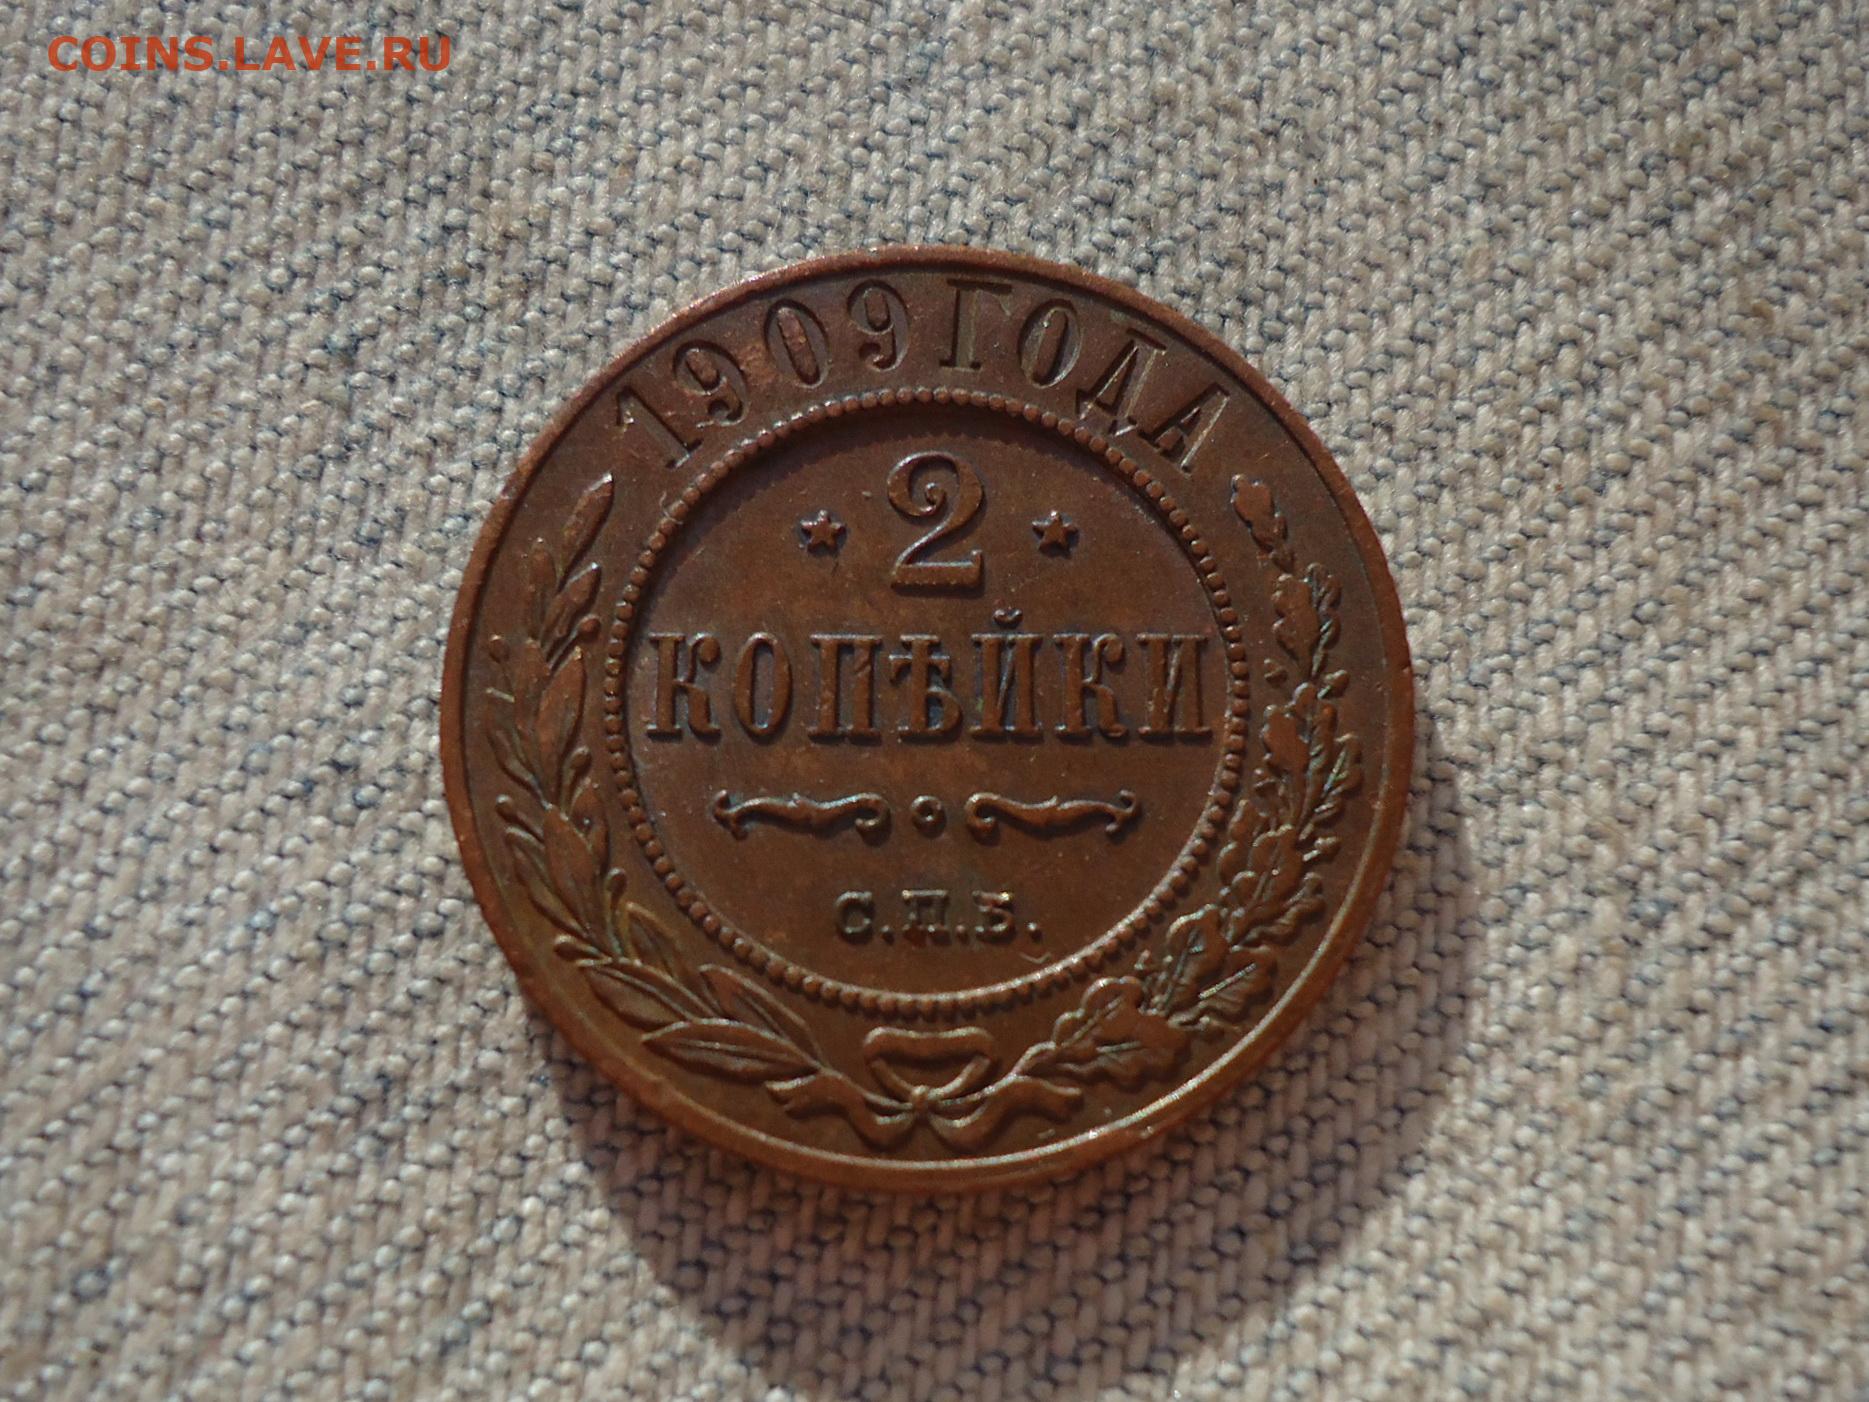 COINS.LAVE.RU
1909 ГОДА
2
КОПѢЙКИ
С.П.Б.